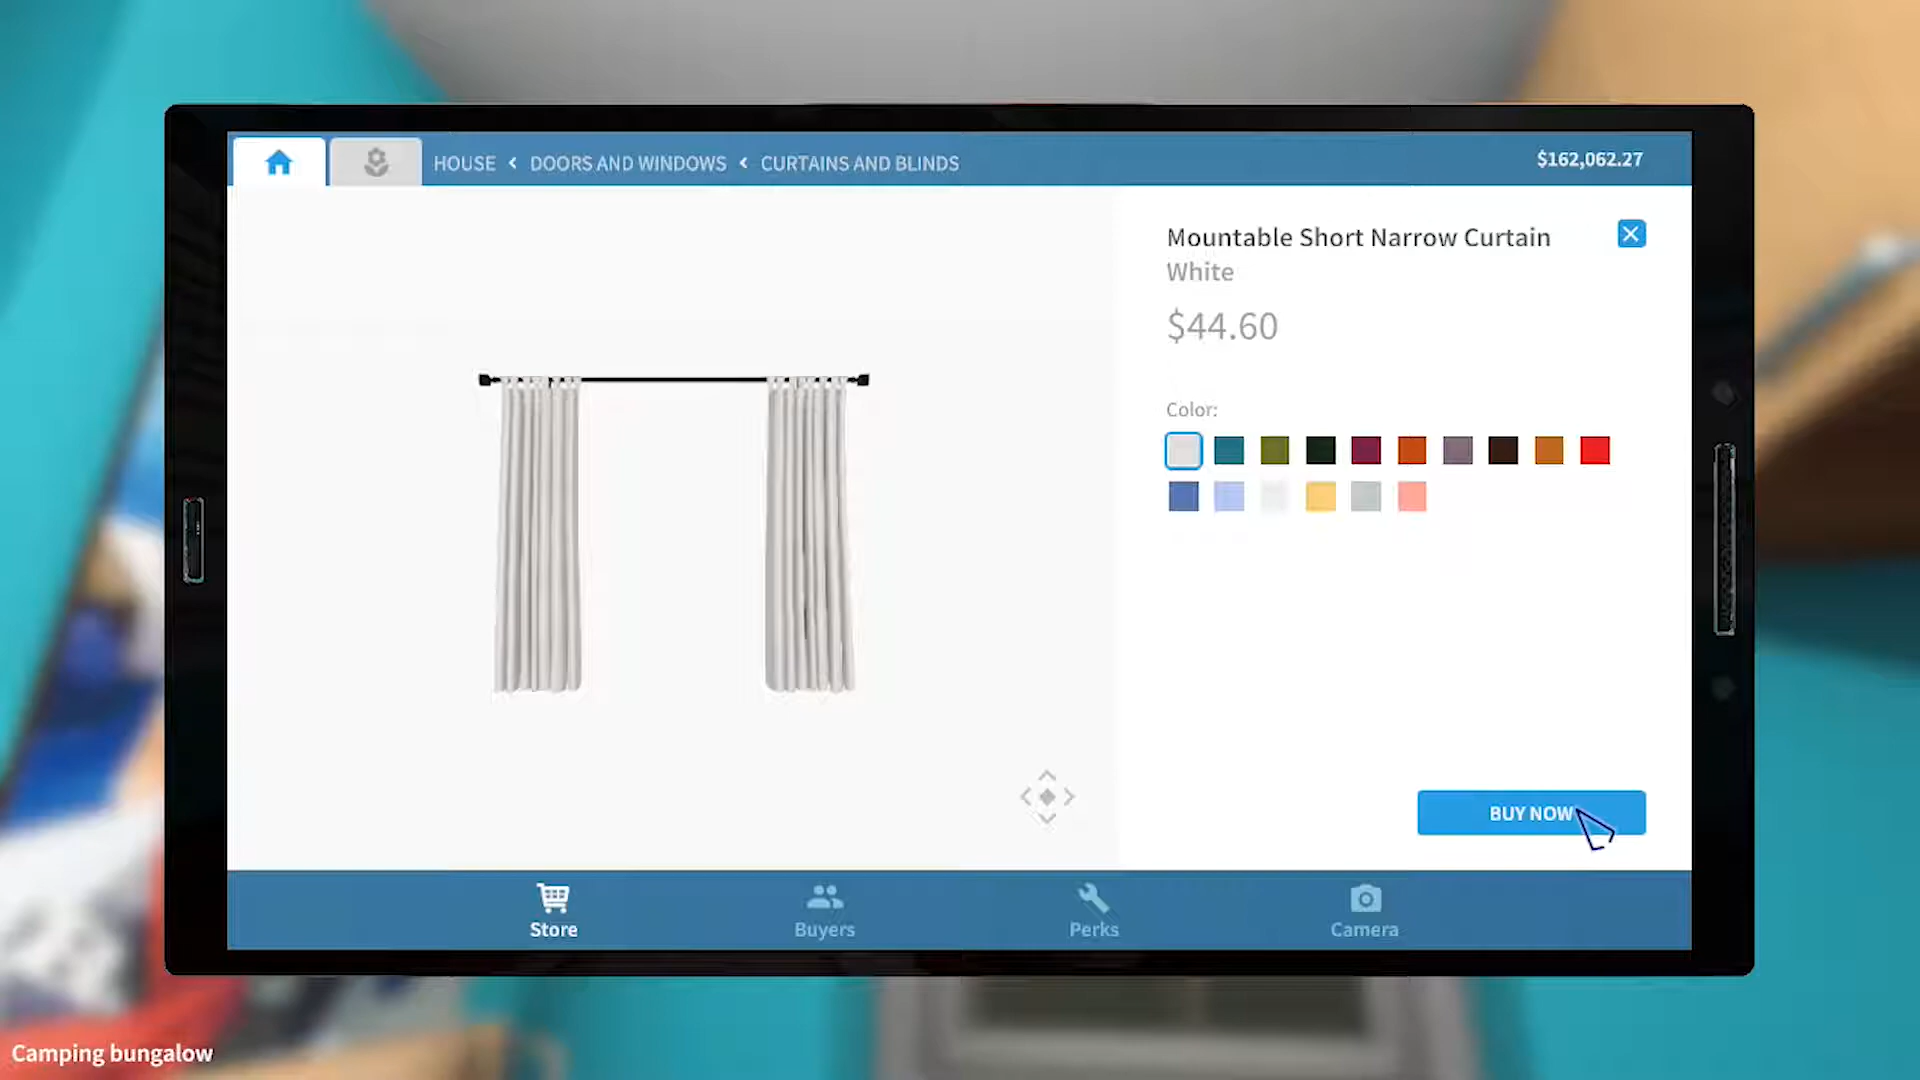 HOUSE < DOORS AND WINDOWS < CURTAINS AND BLINDS
$162,062.27
Mountable Short Narrow Curtain
White
$44.60
Color:
BUY NOW
Store
Buyers
Perks
Camera
Camping bungalow